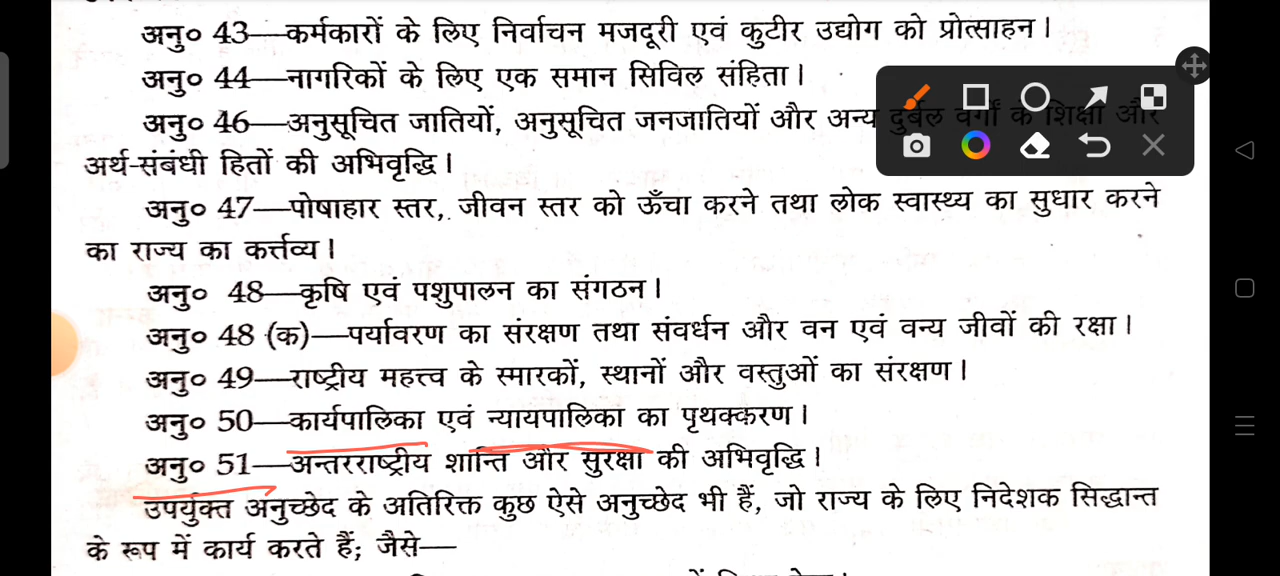 अनु० 43—कर्मकारों के लिए निर्वाचन मजदूरी एवं कुटीर उद्योग को प्रोत्साहन।
अनु० 44—नागरिकों के लिए एक समान सिविल संहिता।
अनु० 46—अनुसूचित जातियों, अनुसूचित जनजातियों और अन्य दुर्बल वर्गों के शिक्षा और
अर्थ-संबंधी हितों की अभिवृद्धि।
अनु० 47—पोषाहार स्तर, जीवन स्तर को ऊँचा करने तथा लोक स्वास्थ्य का सुधार करने
का राज्य का कर्त्तव्य।
अनु० 48—कृषि एवं पशुपालन का संगठन।
अनु० 48 (क)—पर्यावरण का संरक्षण तथा संवर्धन और वन एवं वन्य जीवों की रक्षा।
अनु० 49—राष्ट्रीय महत्त्व के स्मारकों, स्थानों और वस्तुओं का संरक्षण।
अनु० 50—कार्यपालिका एवं न्यायपालिका का पृथक्करण।
अनु० 51—अन्तरराष्ट्रीय शान्ति और सुरक्षा की अभिवृद्धि।
उपर्युक्त अनुच्छेद के अतिरिक्त कुछ ऐसे अनुच्छेद भी हैं, जो राज्य के लिए निदेशक सिद्धान्त
के रूप में कार्य करते हैं; जैसे—